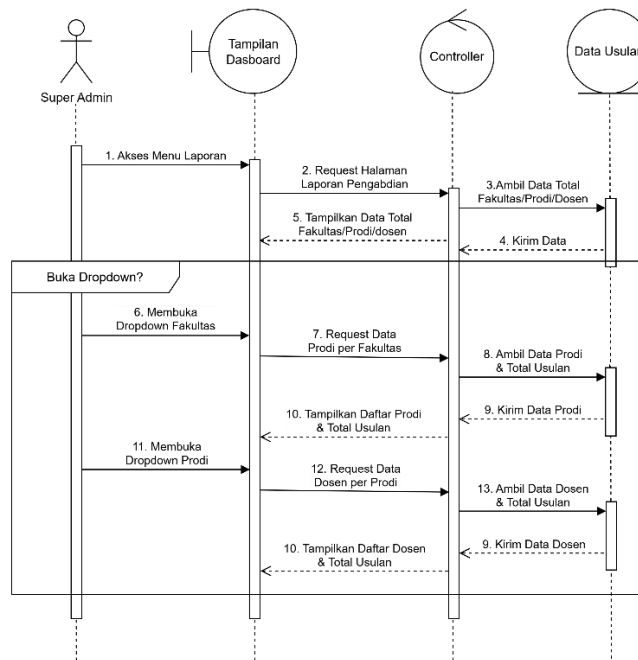 Super Admin
Tampilan
Dasboard
Controller
Data Usulan
1. Akses Menu Laporan
2. Request Halaman
Laporan Pengabdian
3.Ambil Data Total
Fakultas/Prodi/Dosen
5. Tampilkan Data Total
Fakultas/Prodi/dosen
4. Kirim Data
Buka Dropdown?
6. Membuka
Dropdown Fakultas
7. Request Data
Prodi per Fakultas
8. Ambil Data Prodi
& Total Usulan
9. Kirim Data Prodi
10. Tampilkan Daftar Prodi
& Total Usulan
11. Membuka
Dropdown Prodi
12. Request Data
Dosen per Prodi
13. Ambil Data Dosen
& Total Usulan
9. Kirim Data Dosen
10. Tampilkan Daftar Dosen
& Total Usulan